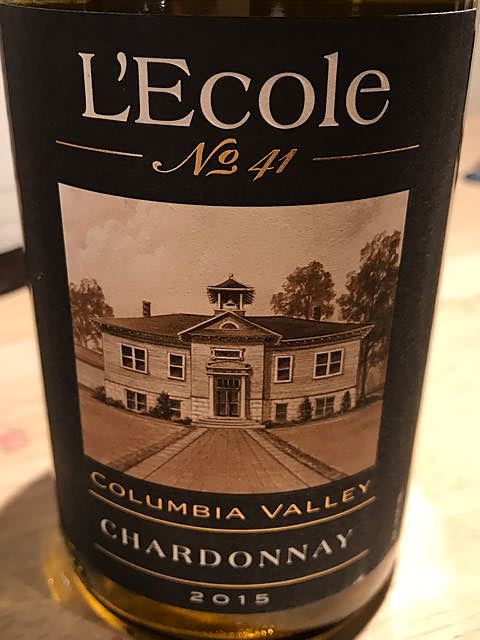 L'Ecole
No 41
COLUMBIA VALLEY
CHARDONNAY
2015